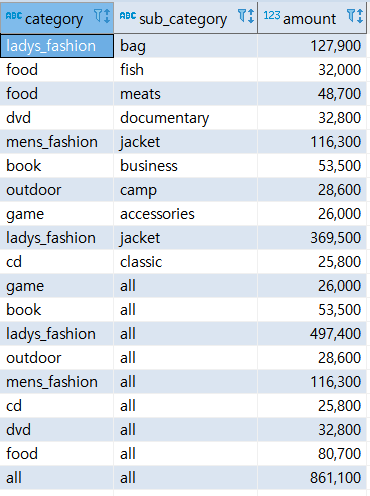 ABC category ABC sub_category 123 amount
ladys_fashion bag 127,900
food fish 32,000
food meats 48,700
dvd documentary 32,800
mens_fashion jacket 116,300
book business 53,500
outdoor camp 28,600
game accessories 26,000
ladys_fashion jacket 369,500
cd classic 25,800
game all 26,000
book all 53,500
ladys_fashion all 497,400
outdoor all 28,600
mens_fashion all 116,300
cd all 25,800
dvd all 32,800
food all 80,700
all all 861,100